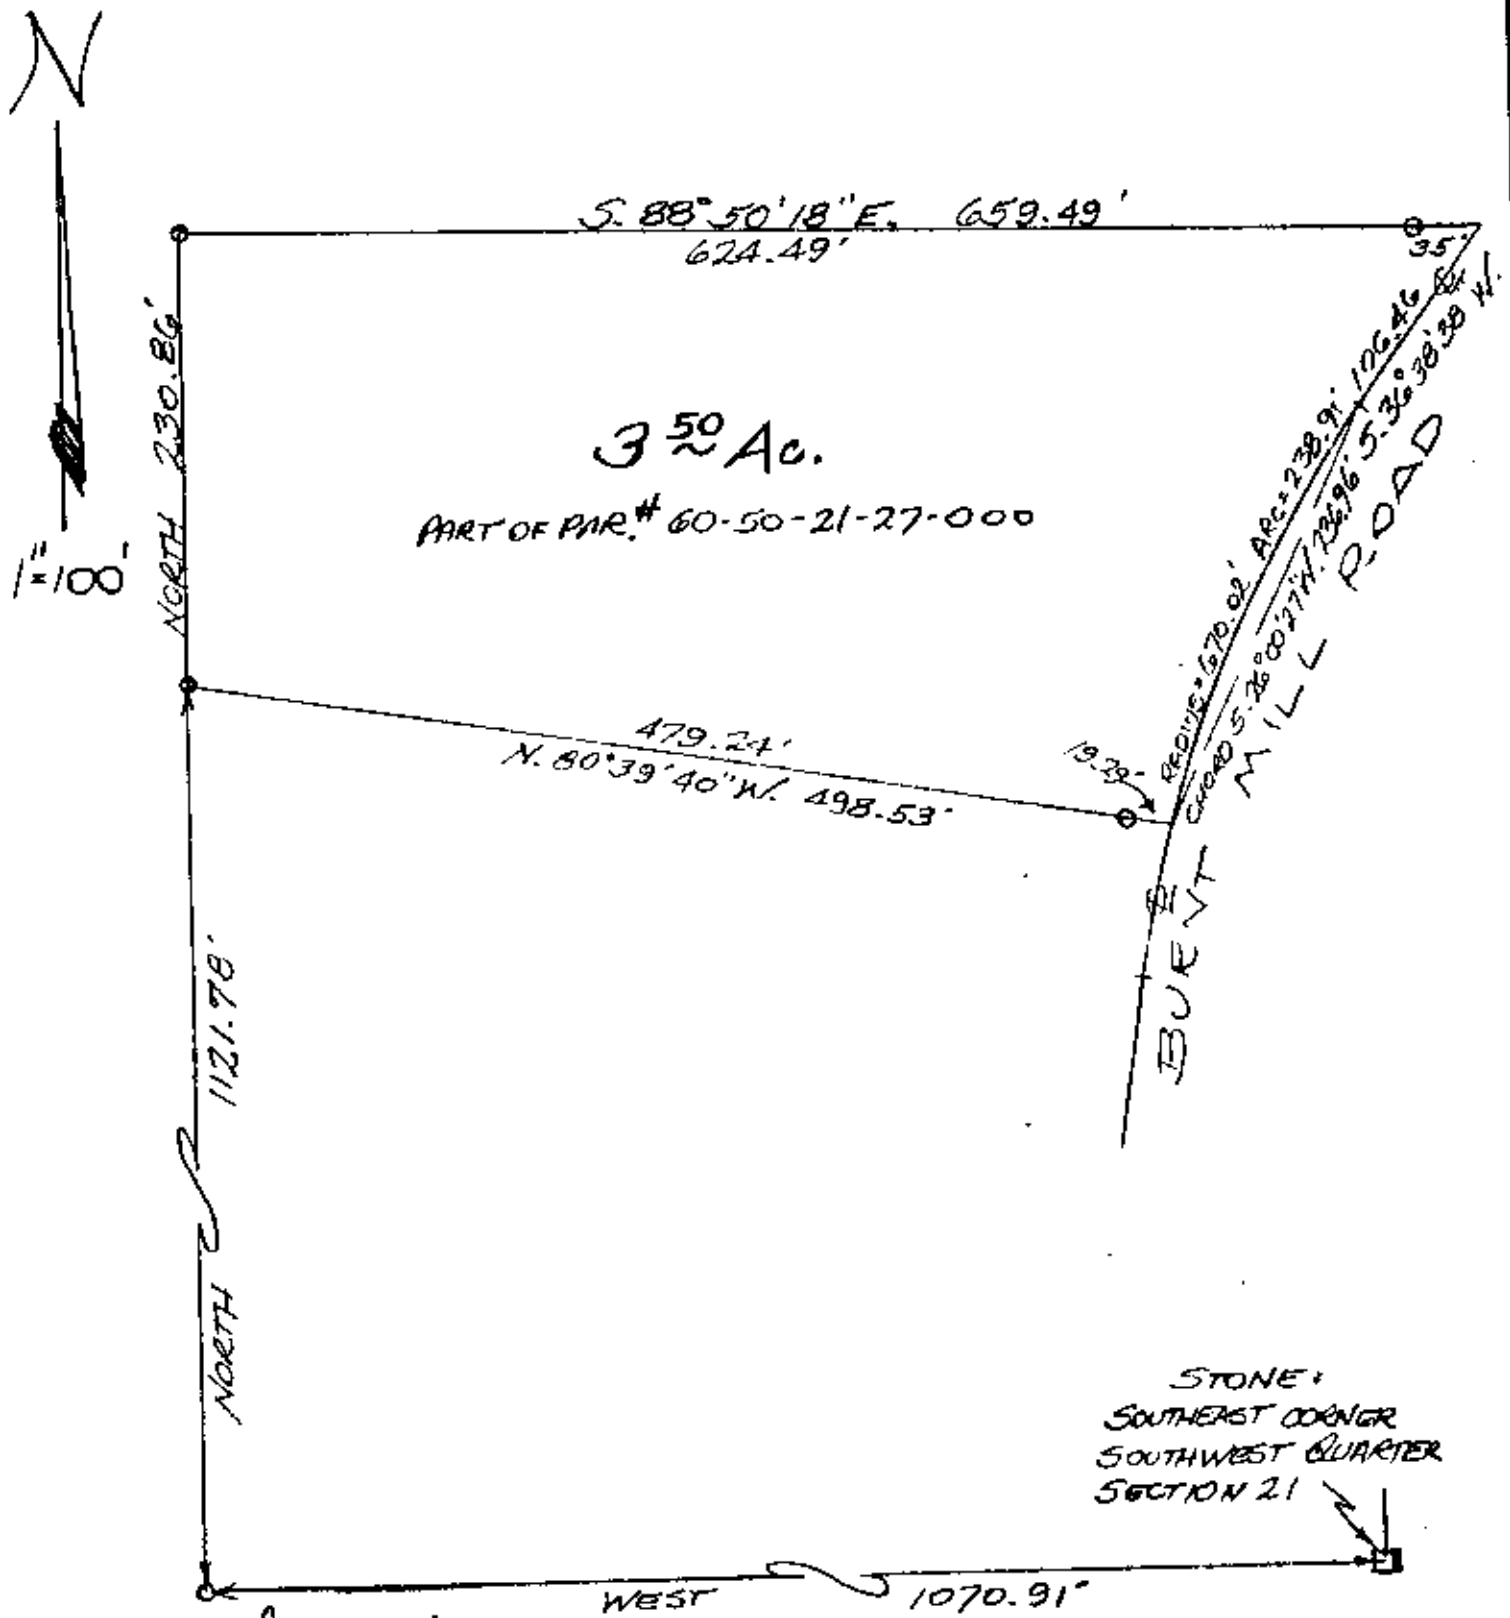 N
S. 88°50'18"E. 659.49'
624.49'
35'
NORTH 230.86'
3 50 Ac.
PART OF PAR.# 60-50-21-27-000
1"=108'
RADIUS=670.02' ARC=238.91' 106.46
CHORD S. 26°00'27"W. 236.96' S. 36°38'38 W.
BURVT MILL ROAD
479.24'
N. 80°39'40"W. 498.53'
19.29'
1121.78'
NORTH
STONE:
SOUTHEAST CORNER
SOUTHWEST QUARTER
SECTION 21
WEST 1070.91'